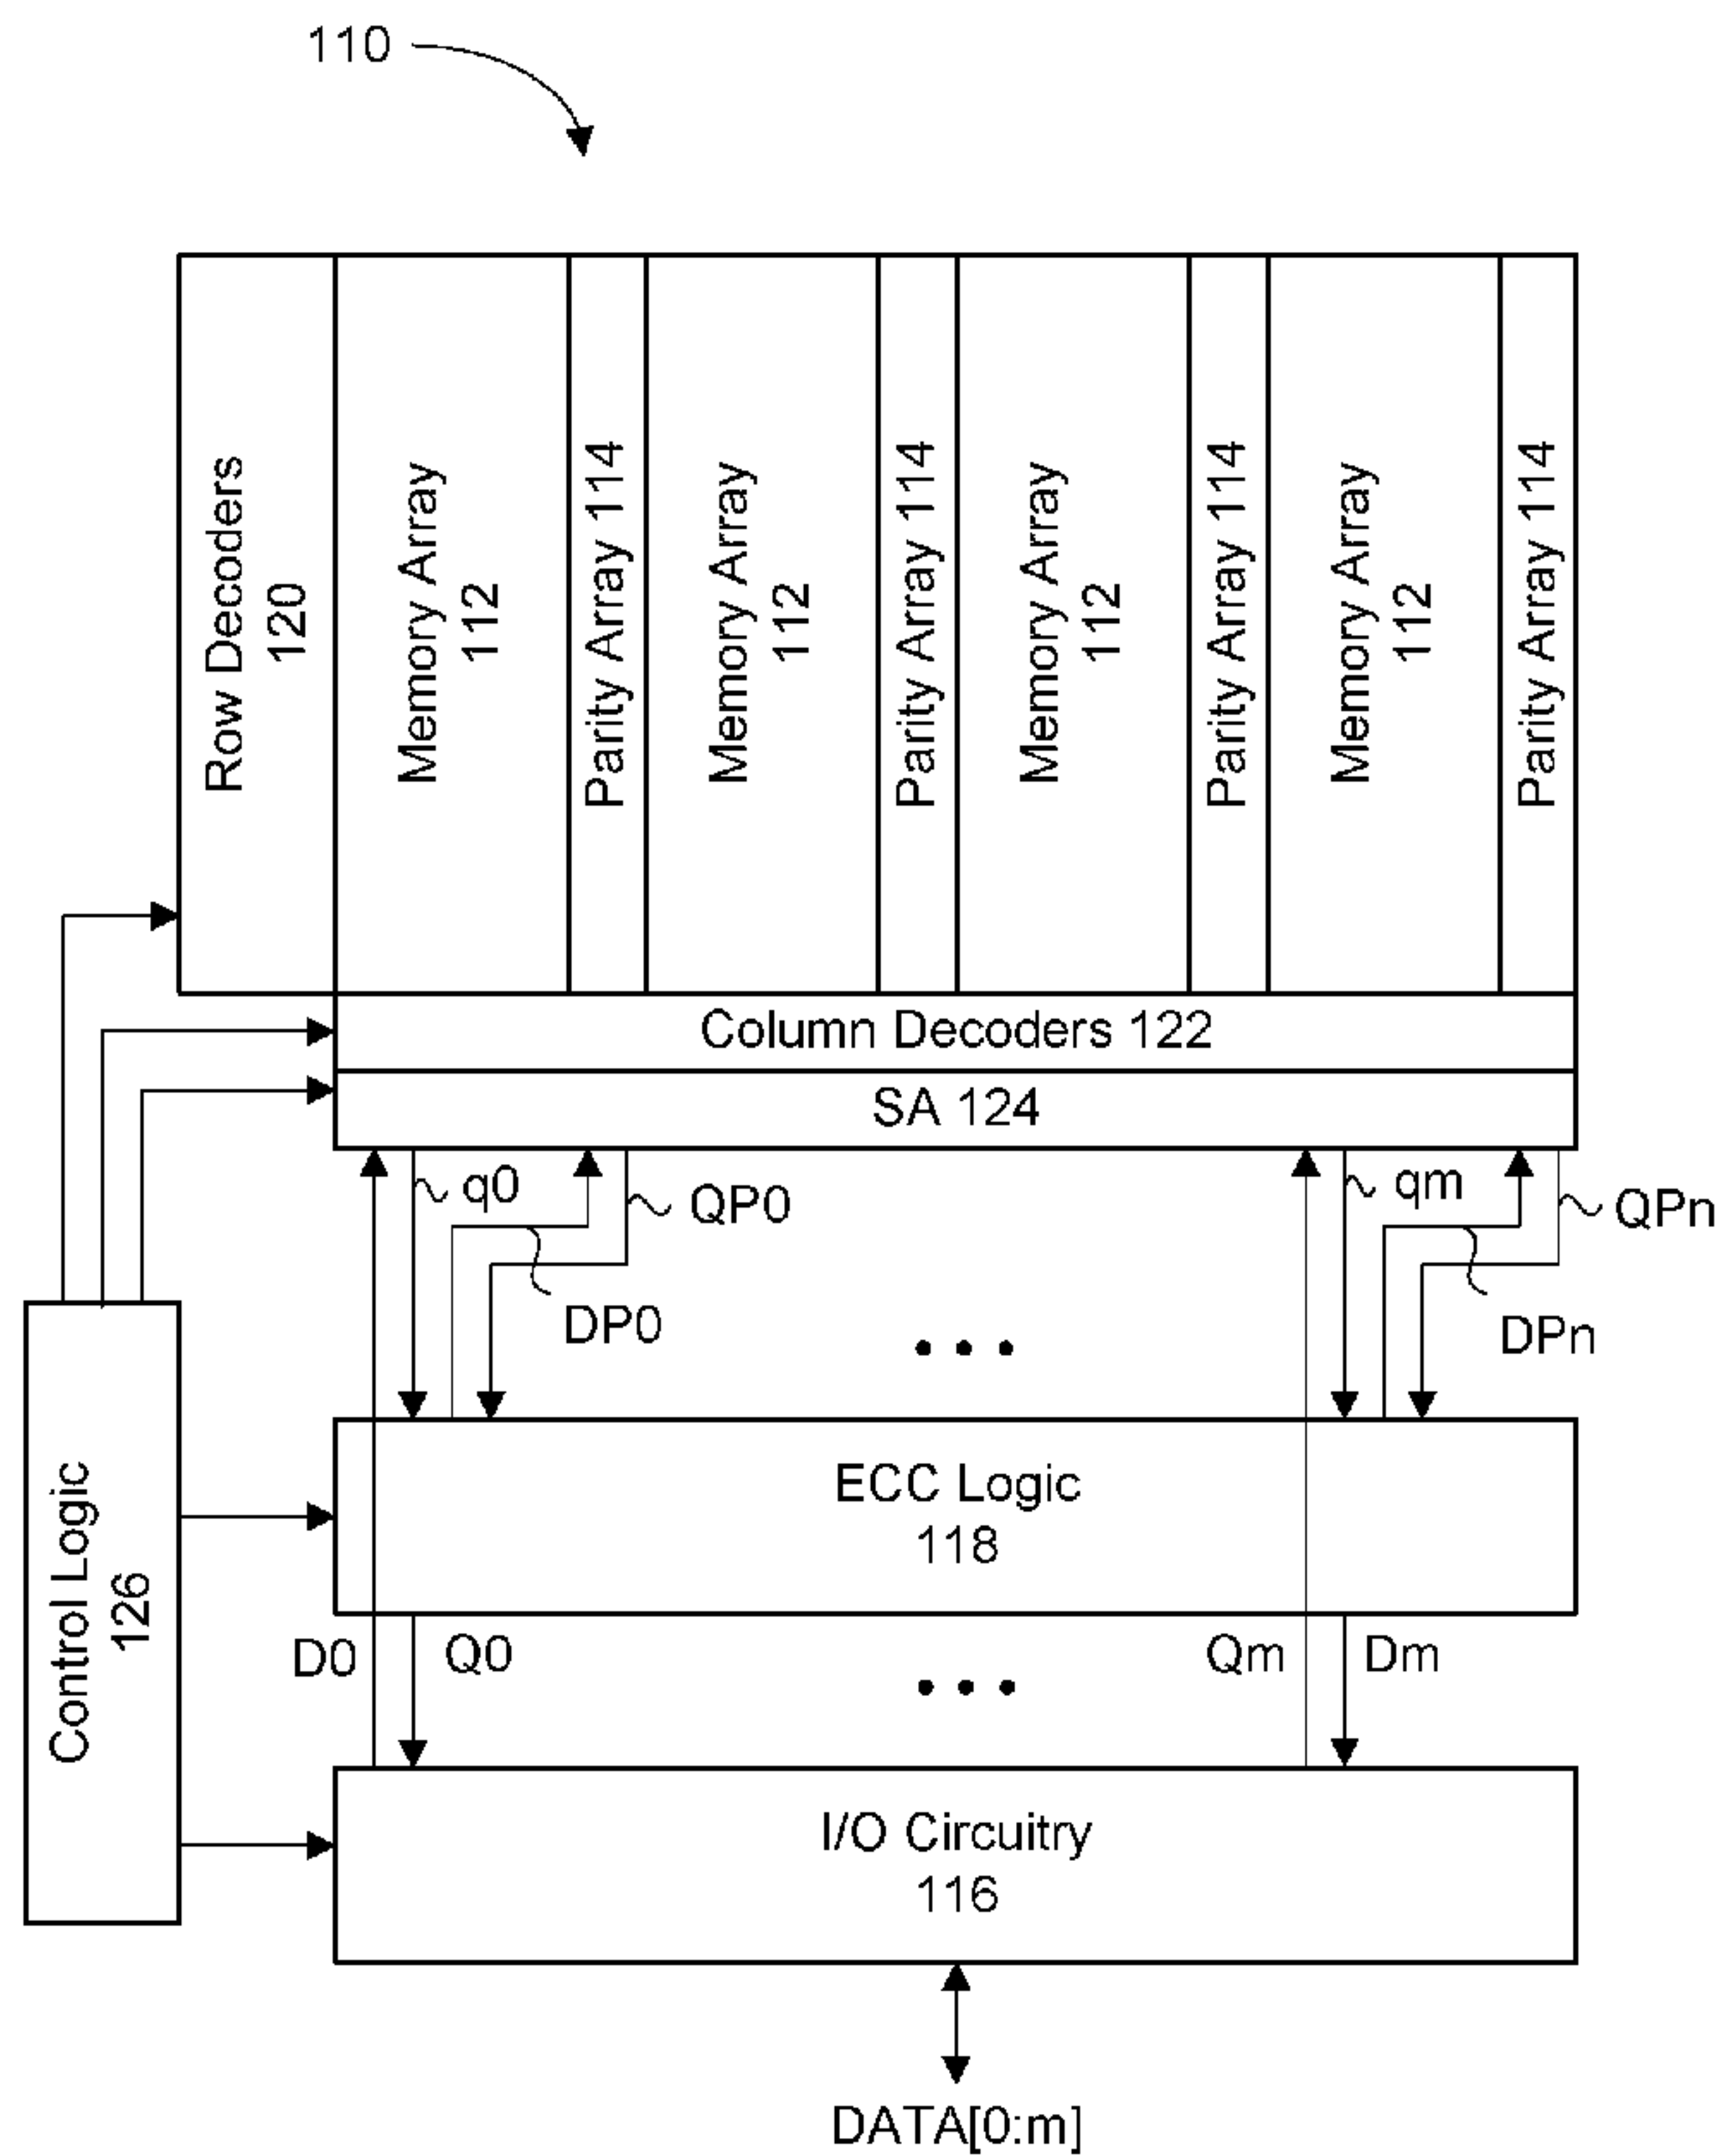 110
Row Decoders
120
Memory Array
112
Parity Array 114
Memory Array
112
Parity Array 114
Memory Array
112
Parity Array 114
Memory Array
112
Parity Array 114
Column Decoders 122
SA 124
q0
QP0
qm
QPn
DP0
DPn
Control Logic
126
ECC Logic
118
D0
Q0
Qm
Dm
I/O Circuitry
116
DATA[0:m]